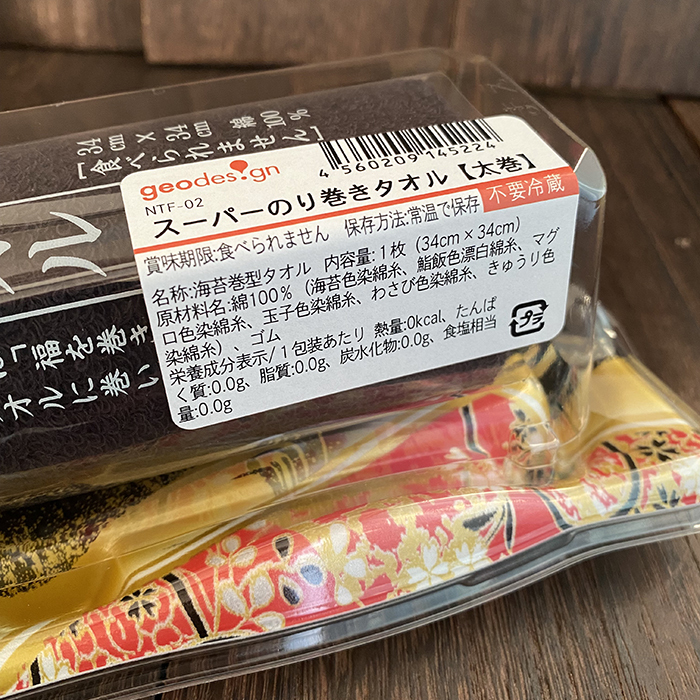 34cm × 34cm 綿100%
[食べられません]
ル
「福を巻き
オルに巻い
geodesign
4 560209 145224
NTF-02
スーパーのり巻きタオル【太巻】
賞味期限:食べられません 保存方法:常温で保存
不要冷蔵
名称:海苔巻型タオル 内容量:1枚(34cm×34cm)
原材料名:綿100%(海苔色染綿糸、鮨飯色漂白綿糸、マグ
ロ色染綿糸、玉子色染綿糸、わさび色染綿糸、きゅうり色
染綿糸)、ゴム
栄養成分表示/1包装あたり 熱量:0kcal、たんぱ
く質:0.0g、脂質:0.0g、炭水化物:0.0g、食塩相当
量:0.0g
プラ